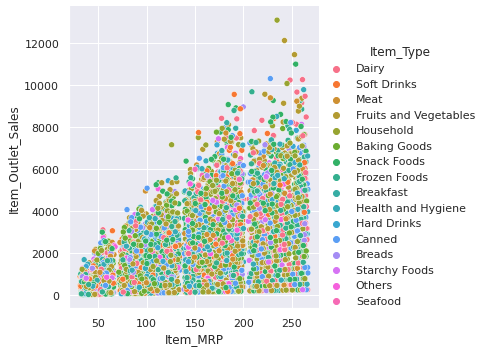 Item_Outlet_Sales
12000
10000
8000
6000
4000
2000
0
50
100
150
200
250
Item_MRP
Item_Type
Dairy
Soft Drinks
Meat
Fruits and Vegetables
Household
Baking Goods
Snack Foods
Frozen Foods
Breakfast
Health and Hygiene
Hard Drinks
Canned
Breads
Starchy Foods
Others
Seafood